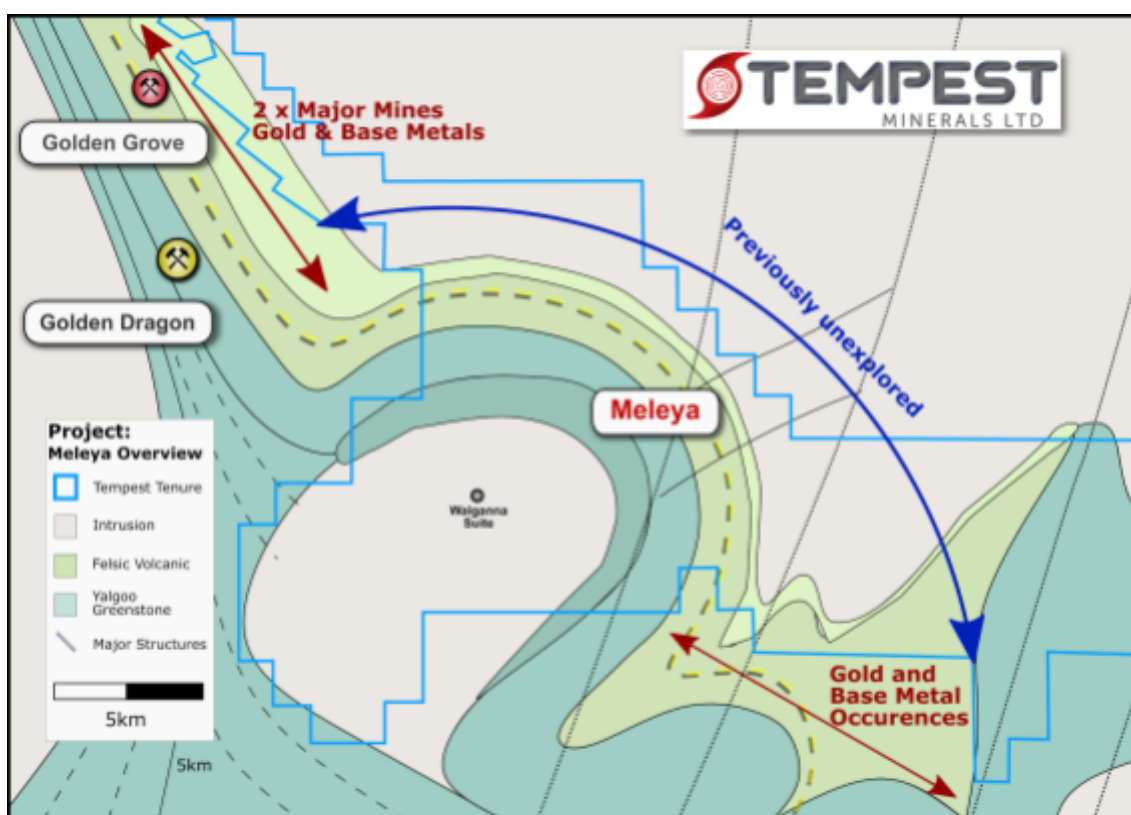 TEMPEST
MINERALS LTD
2 x Major Mines
Gold & Base Metals
Golden Grove
Golden Dragon
Previously unexplored
Meleya
Project:
Meleya Overview
Tempest Tenure
Intrusion
Felsic Volcanic
Yalgoo
Greenstone
Major Structures
5km
5km
Walganna
Suite
Gold and
Base Metal
Occurences